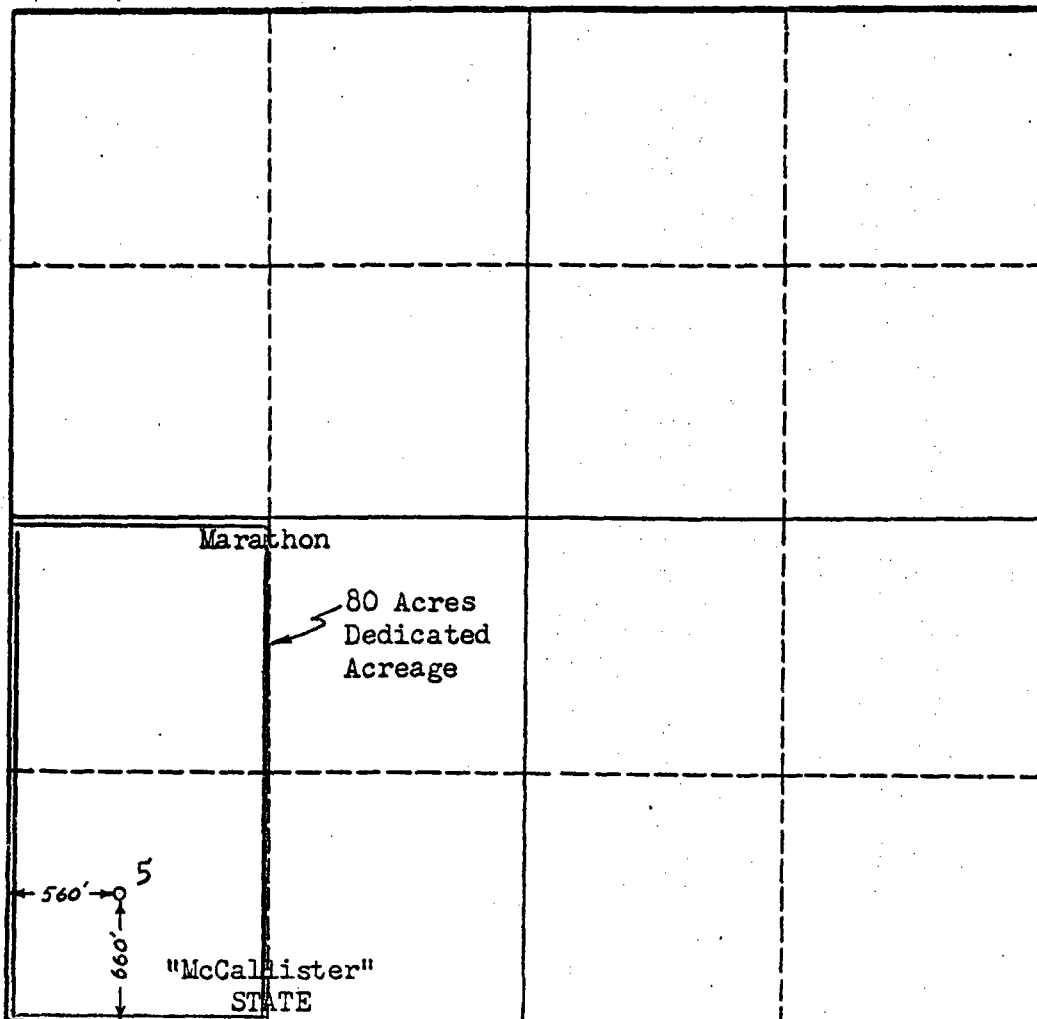 Marathon
80 Acres
Dedicated
Acreage
5
560'
660'
"McCallister"
STATE